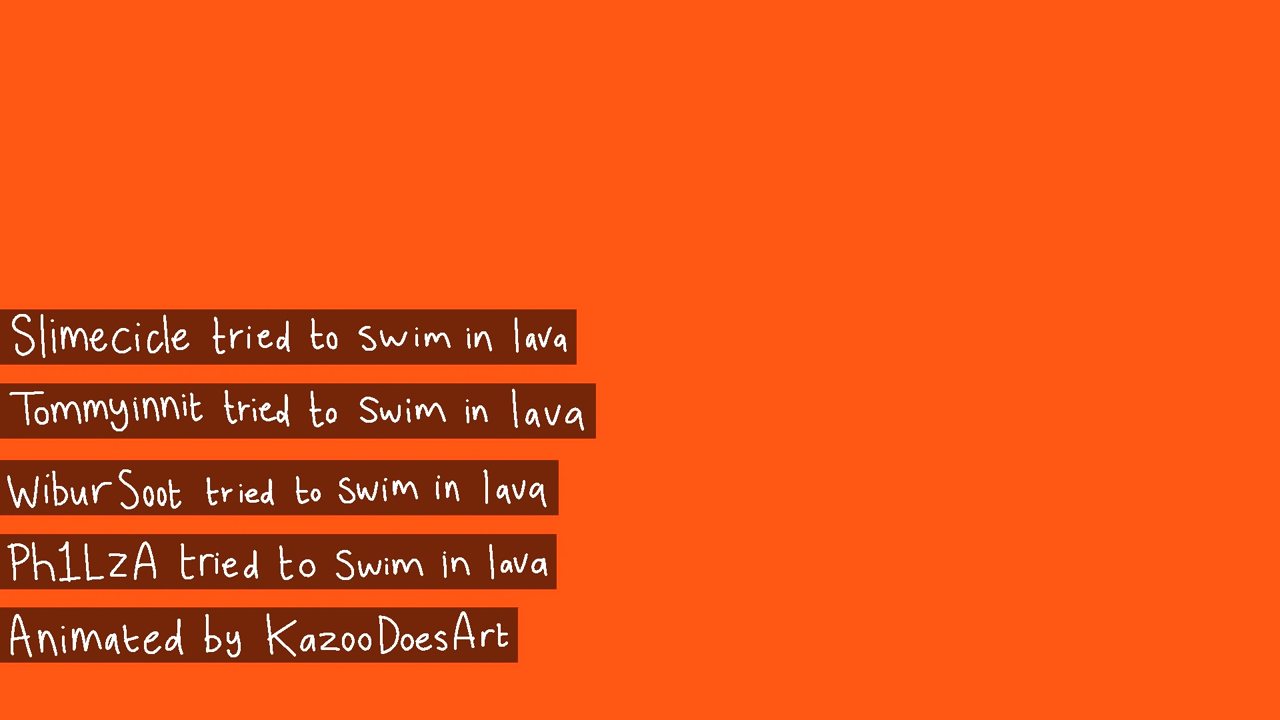 Slimecicle tried to swim in lava
Tommyinnit tried to swim in lava
WiburSoot tried to swim in lava
Ph1LzA tried to swim in lava
Animated by KazooDoesArt